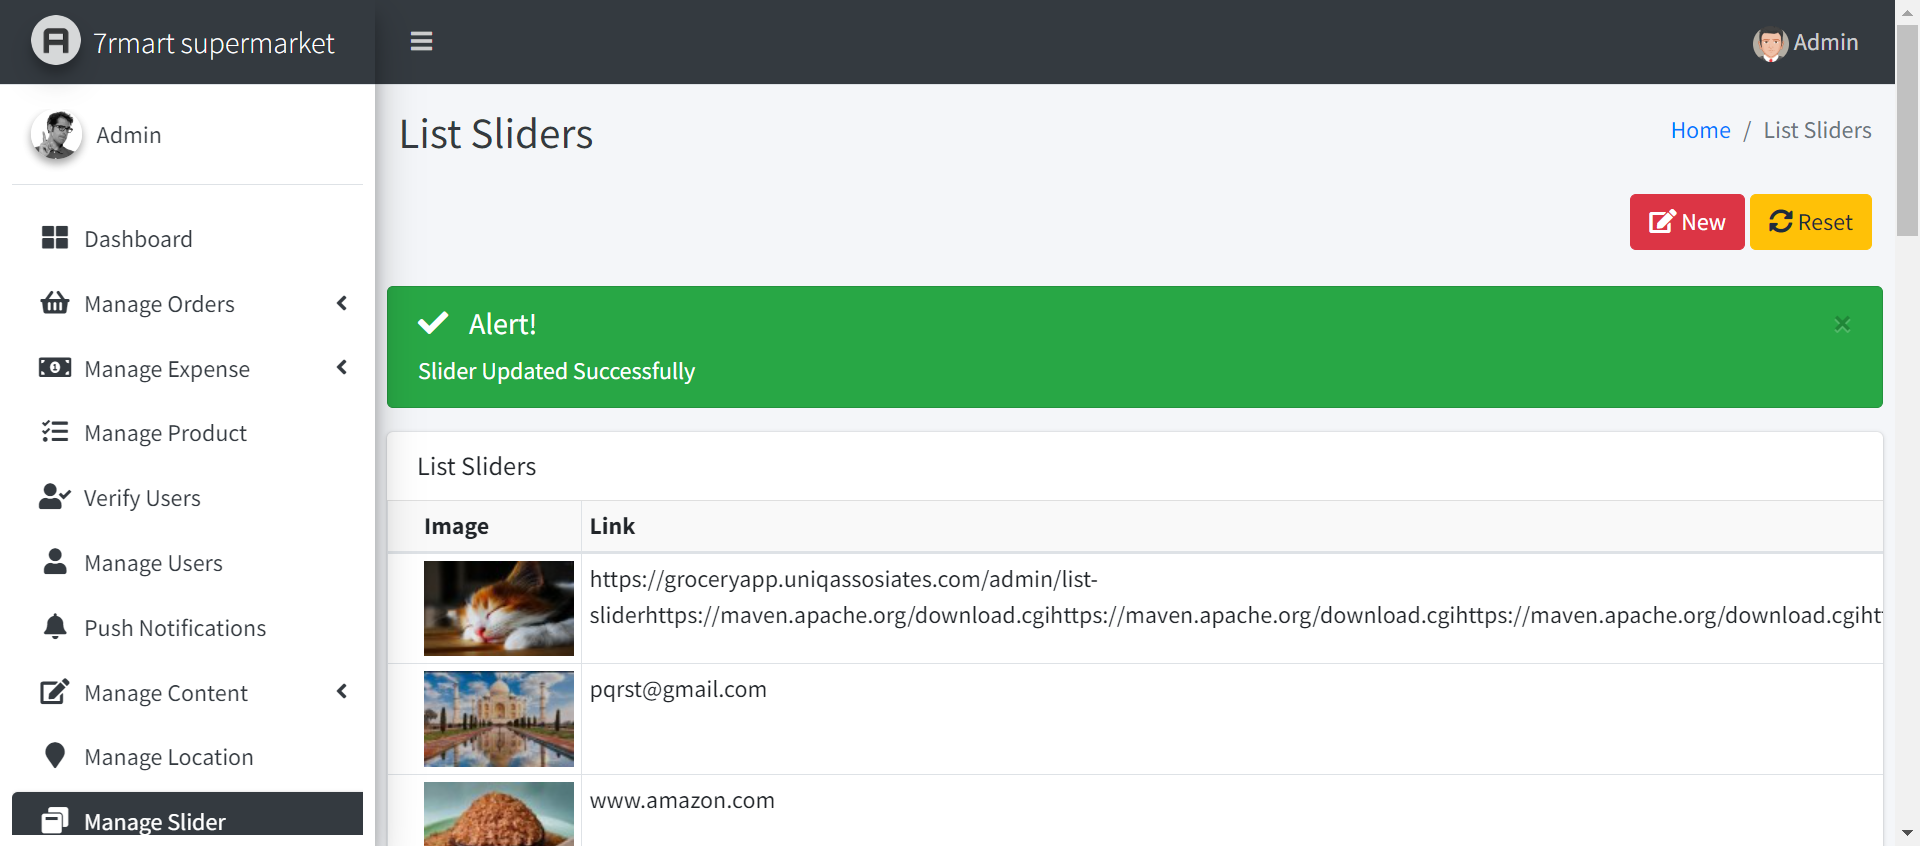 7rmart supermarket
Admin
Admin
List Sliders
Home / List Sliders
New
Reset
Dashboard
Manage Orders
Manage Expense
Manage Product
Verify Users
Manage Users
Push Notifications
Manage Content
Manage Location
Manage Slider
Alert!
×
Slider Updated Successfully
List Sliders
Image
Link
https://groceryapp.uniqassosiates.com/admin/list-
sliderhttps://maven.apache.org/download.cgihttps://maven.apache.org/download.cgihttps://maven.apache.org/download.cgiht
pqrst@gmail.com
www.amazon.com